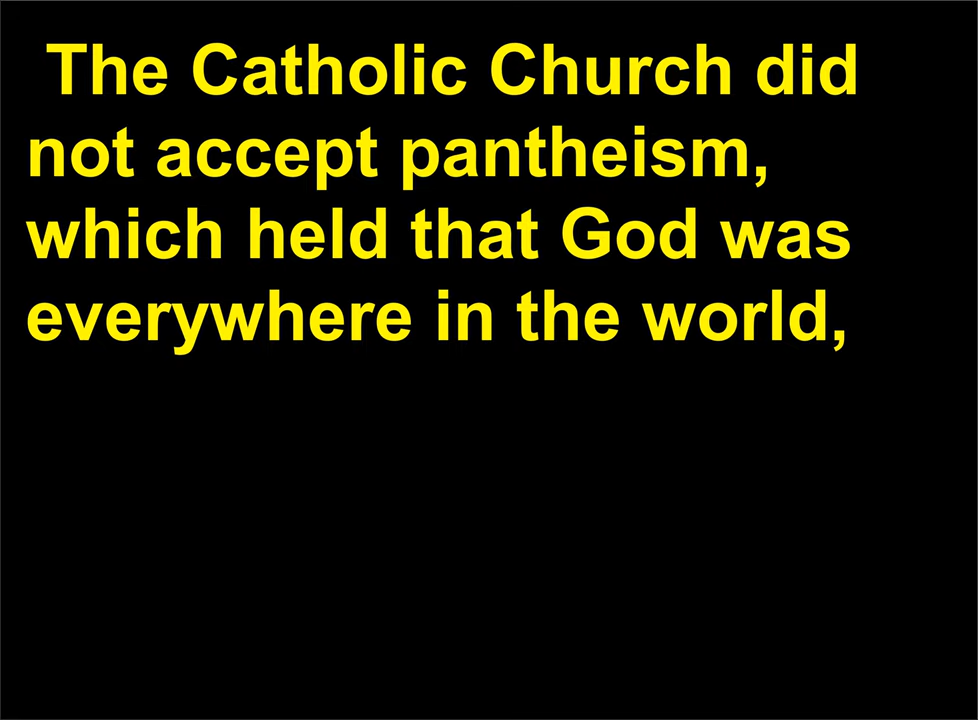 The Catholic Church did
not accept pantheism,
which held that God was
everywhere in the world,